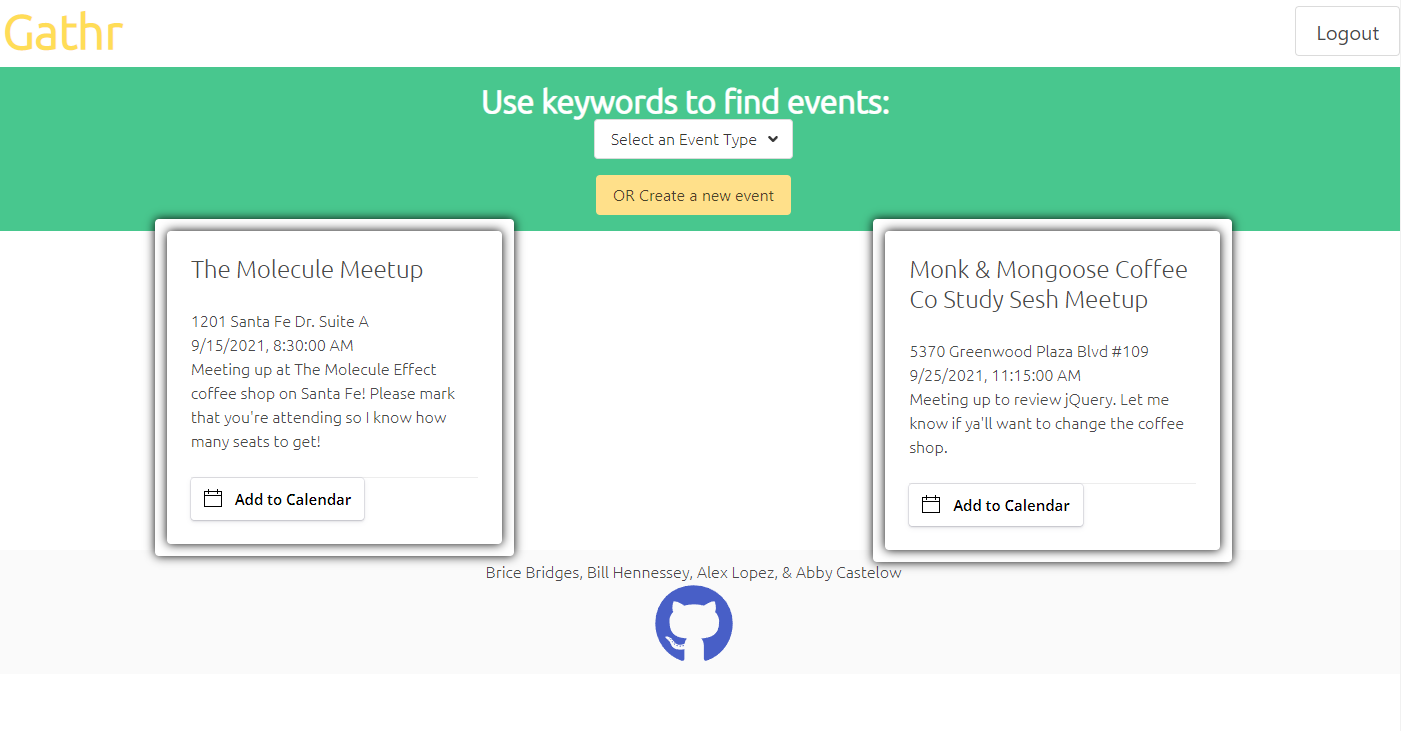 Gathr
Logout
Use keywords to find events:
Select an Event Type
OR Create a new event
The Molecule Meetup
1201 Santa Fe Dr. Suite A
9/15/2021, 8:30:00 AM
Meeting up at The Molecule Effect
coffee shop on Santa Fe! Please mark
that you're attending so I know how
many seats to get!
Add to Calendar
Monk & Mongoose Coffee
Co Study Sesh Meetup
5370 Greenwood Plaza Blvd #109
9/25/2021, 11:15:00 AM
Meeting up to review jQuery. Let me
know if ya'll want to change the coffee
shop.
Add to Calendar
Brice Bridges, Bill Hennessey, Alex Lopez, & Abby Castelow